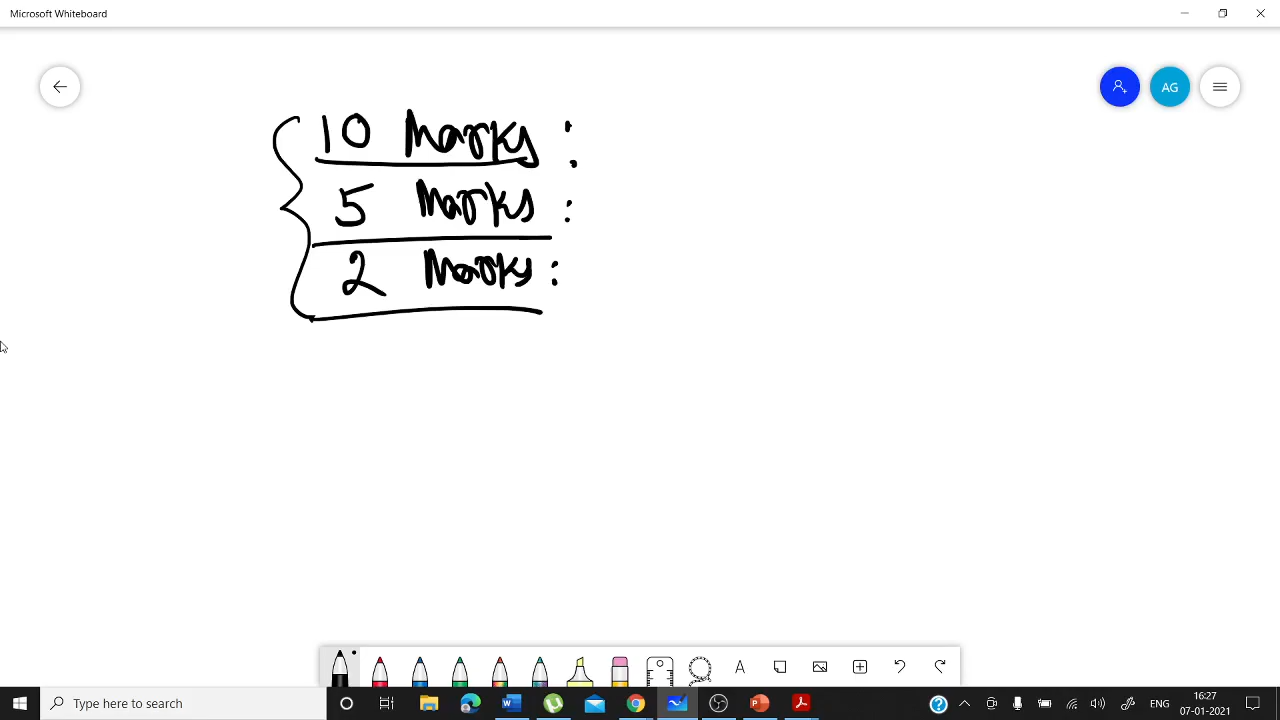 Microsoft Whiteboard
AG
10 Marks :
5 Marks :
2 Marks :
A
Type here to search
ENG
16:27
07-01-2021